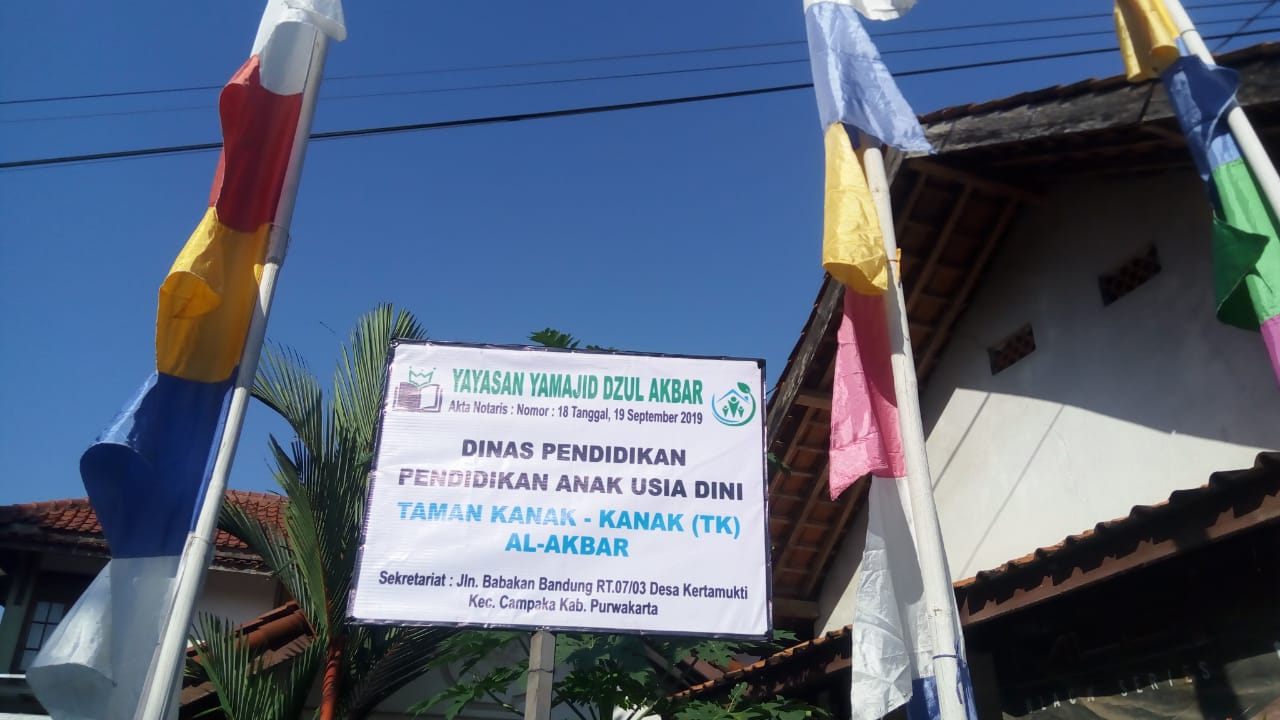 YAYASAN YAMAJID DZUL AKBAR
Akta Notaris : Nomor : 18 Tanggal, 19 September 2019
DINAS PENDIDIKAN
PENDIDIKAN ANAK USIA DINI
TAMAN KANAK - KANAK (TK)
AL-AKBAR
Sekretariat : Jln. Babakan Bandung RT.07/03 Desa Kertamukti
Kec. Campaka Kab. Purwakarta
SERIES